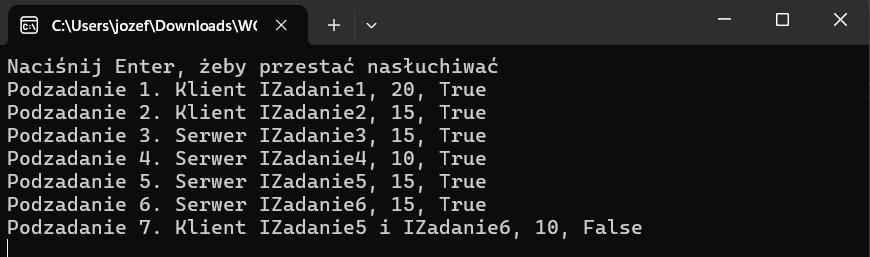 C:\Users\jozef\Downloads\WC
Naciśnij Enter, żeby przestać nasłuchiwać
Podzadanie 1. Klient IZadanie1, 20, True
Podzadanie 2. Klient IZadanie2, 15, True
Podzadanie 3. Serwer IZadanie3, 15, True
Podzadanie 4. Serwer IZadanie4, 10, True
Podzadanie 5. Serwer IZadanie5, 15, True
Podzadanie 6. Serwer IZadanie6, 15, True
Podzadanie 7. Klient IZadanie5 i IZadanie6, 10, False